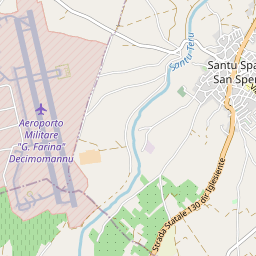 Santu-Teru
Santu Spa
San Sper
Aeroporto
Militare
"G. Farina"
Decimomannu
Strada Statale 130 dir Iglesiente